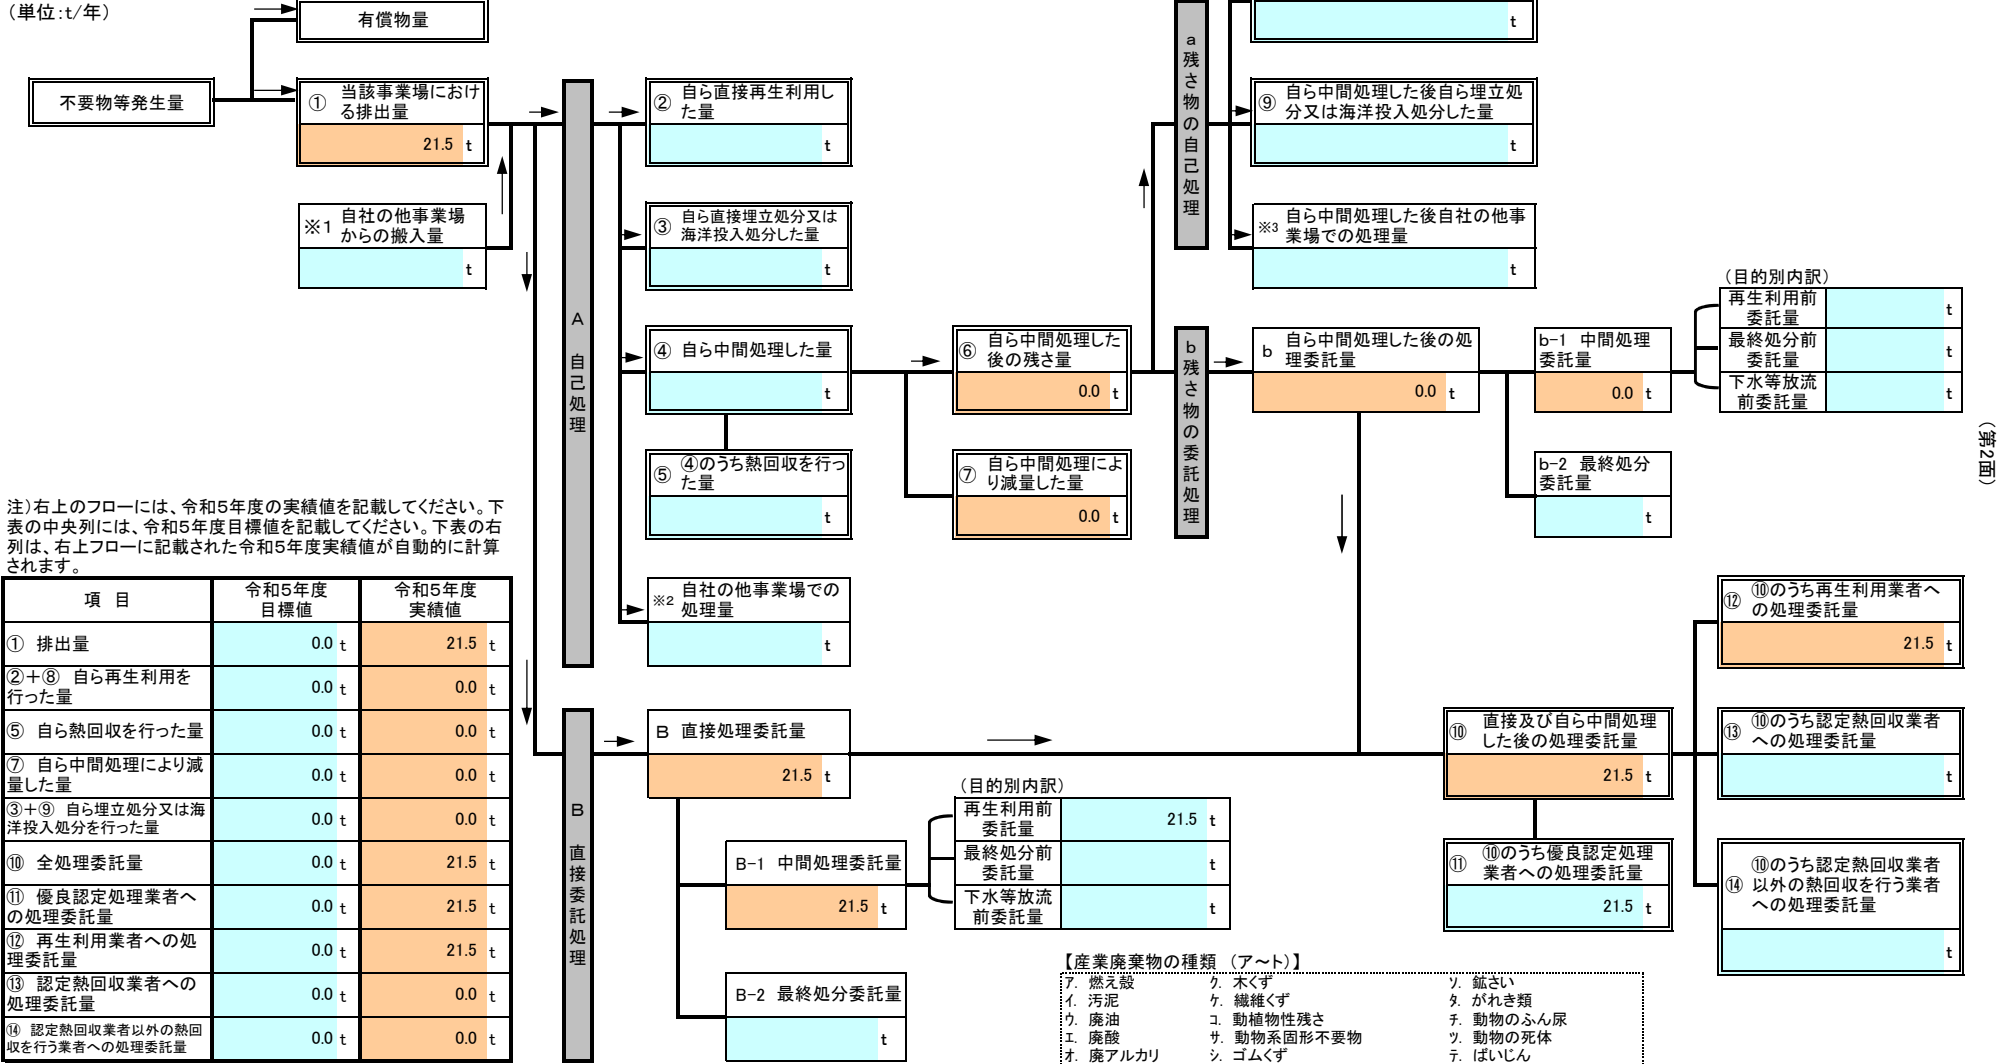 （単位：t/年）
有償物量
不要物等発生量
① 当該事業場におけ
る排出量
21.5 t
※1 自社の他事業場
からの搬入量
t
A
自己処理
② 自ら直接再生利用し
た量
t
③ 自ら直接埋立処分又は
海洋投入処分した量
t
④ 自ら中間処理した量
t
⑤ ④のうち熱回収を行っ
た量
t
※2 自社の他事業場での
処理量
t
⑥ 自ら中間処理した
後の残さ量
0.0 t
⑦ 自ら中間処理によ
り減量した量
0.0 t
a残さ物の自己処理
t
⑨ 自ら中間処理した後自ら埋立処
分又は海洋投入処分した量
t
※3 自ら中間処理した後自社の他事
業場での処理量
t
b残さ物の委託処理
b 自ら中間処理した後の処
理委託量
0.0 t
b-1 中間処理
委託量
0.0 t
b-2 最終処分
委託量
t
（目的別内訳）
再生利用前
委託量
t
最終処分前
委託量
t
下水等放流
前委託量
t
（第2面）
注）右上のフローには、令和５年度の実績値を記載してください。下
表の中央列には、令和５年度目標値を記載してください。下表の右
列は、右上フローに記載された令和５年度実績値が自動的に計算
されます。
項 目 令和５年度
目標値 令和５年度
実績値
① 排出量 0.0 t 21.5 t
②＋⑧ 自ら再生利用を
行った量 0.0 t 0.0 t
⑤ 自ら熱回収を行った量 0.0 t 0.0 t
⑦ 自ら中間処理により減
量した量 0.0 t 0.0 t
③＋⑨ 自ら埋立処分又は海
洋投入処分を行った量 0.0 t 0.0 t
⑩ 全処理委託量 0.0 t 21.5 t
⑪ 優良認定処理業者へ
の処理委託量 0.0 t 21.5 t
⑫ 再生利用業者への処
理委託量 0.0 t 21.5 t
⑬ 認定熱回収業者への
処理委託量 0.0 t 0.0 t
⑭ 認定熱回収業者以外の熱回
収を行う業者への処理委託量 0.0 t 0.0 t
B
直接委託処理
B 直接処理委託量
21.5 t
B-1 中間処理委託量
21.5 t
B-2 最終処分委託量
t
（目的別内訳）
再生利用前
委託量
21.5 t
最終処分前
委託量
t
下水等放流
前委託量
t
⑩ 直接及び自ら中間処理
した後の処理委託量
21.5 t
⑪ ⑩のうち優良認定処理
業者への処理委託量
21.5 t
⑫ ⑩のうち再生利用業者へ
の処理委託量
21.5 t
⑬ ⑩のうち認定熱回収業者
への処理委託量
t
⑭ ⑩のうち認定熱回収業者
以外の熱回収を行う業者
への処理委託量
t
【産業廃棄物の種類 （ア～ト）】
ア. 燃え殻 ク. 木くず ソ. 鉱さい
イ. 汚泥 ケ. 繊維くず タ. がれき類
ウ. 廃油 コ. 動植物性残さ チ. 動物のふん尿
エ. 廃酸 サ. 動物系固形不要物 ツ. 動物の死体
オ. 廃アルカリ シ. ゴムくず テ. ばいじん